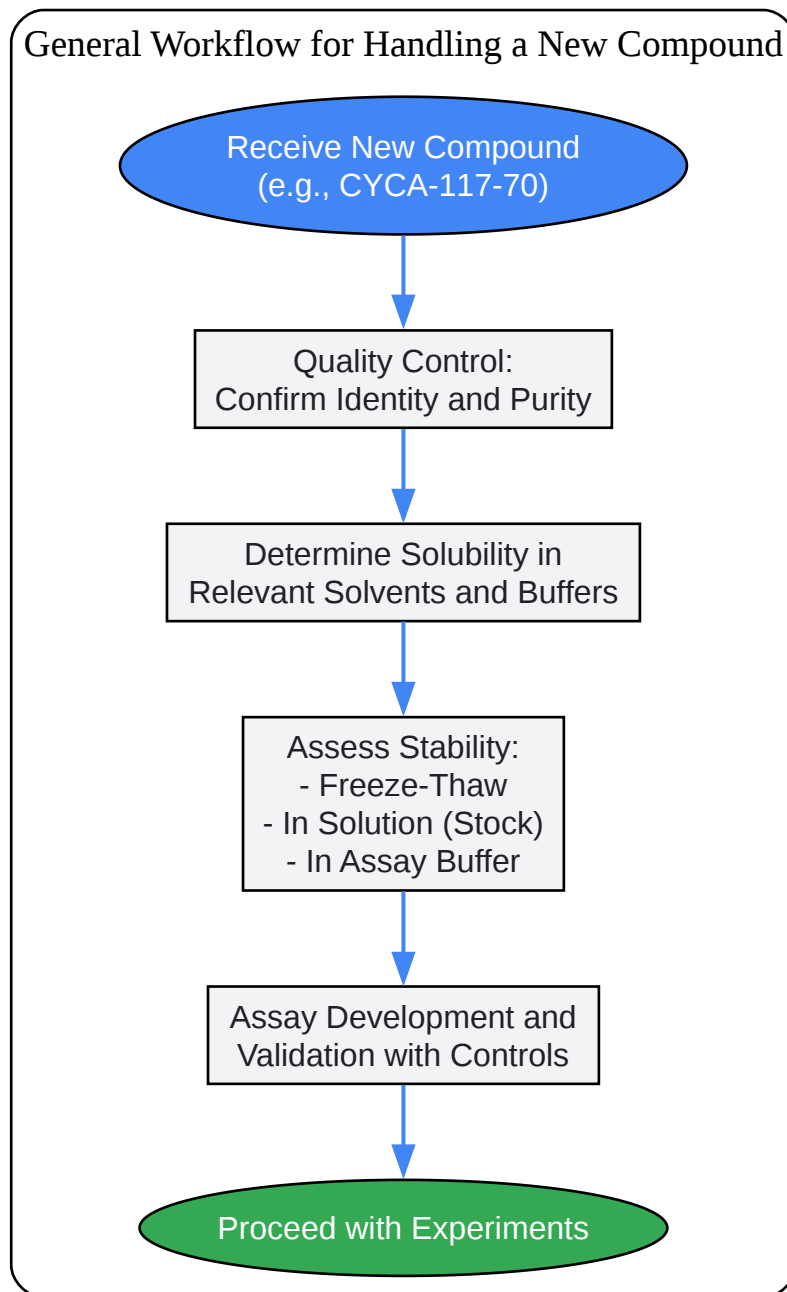 General Workflow for Handling a New Compound
Receive New Compound
(e.g., CYCA-117-70)
Quality Control:
Confirm Identity and Purity
Determine Solubility in
Relevant Solvents and Buffers
Assess Stability:
- Freeze-Thaw
- In Solution (Stock)
- In Assay Buffer
Assay Development and
Validation with Controls
Proceed with Experiments